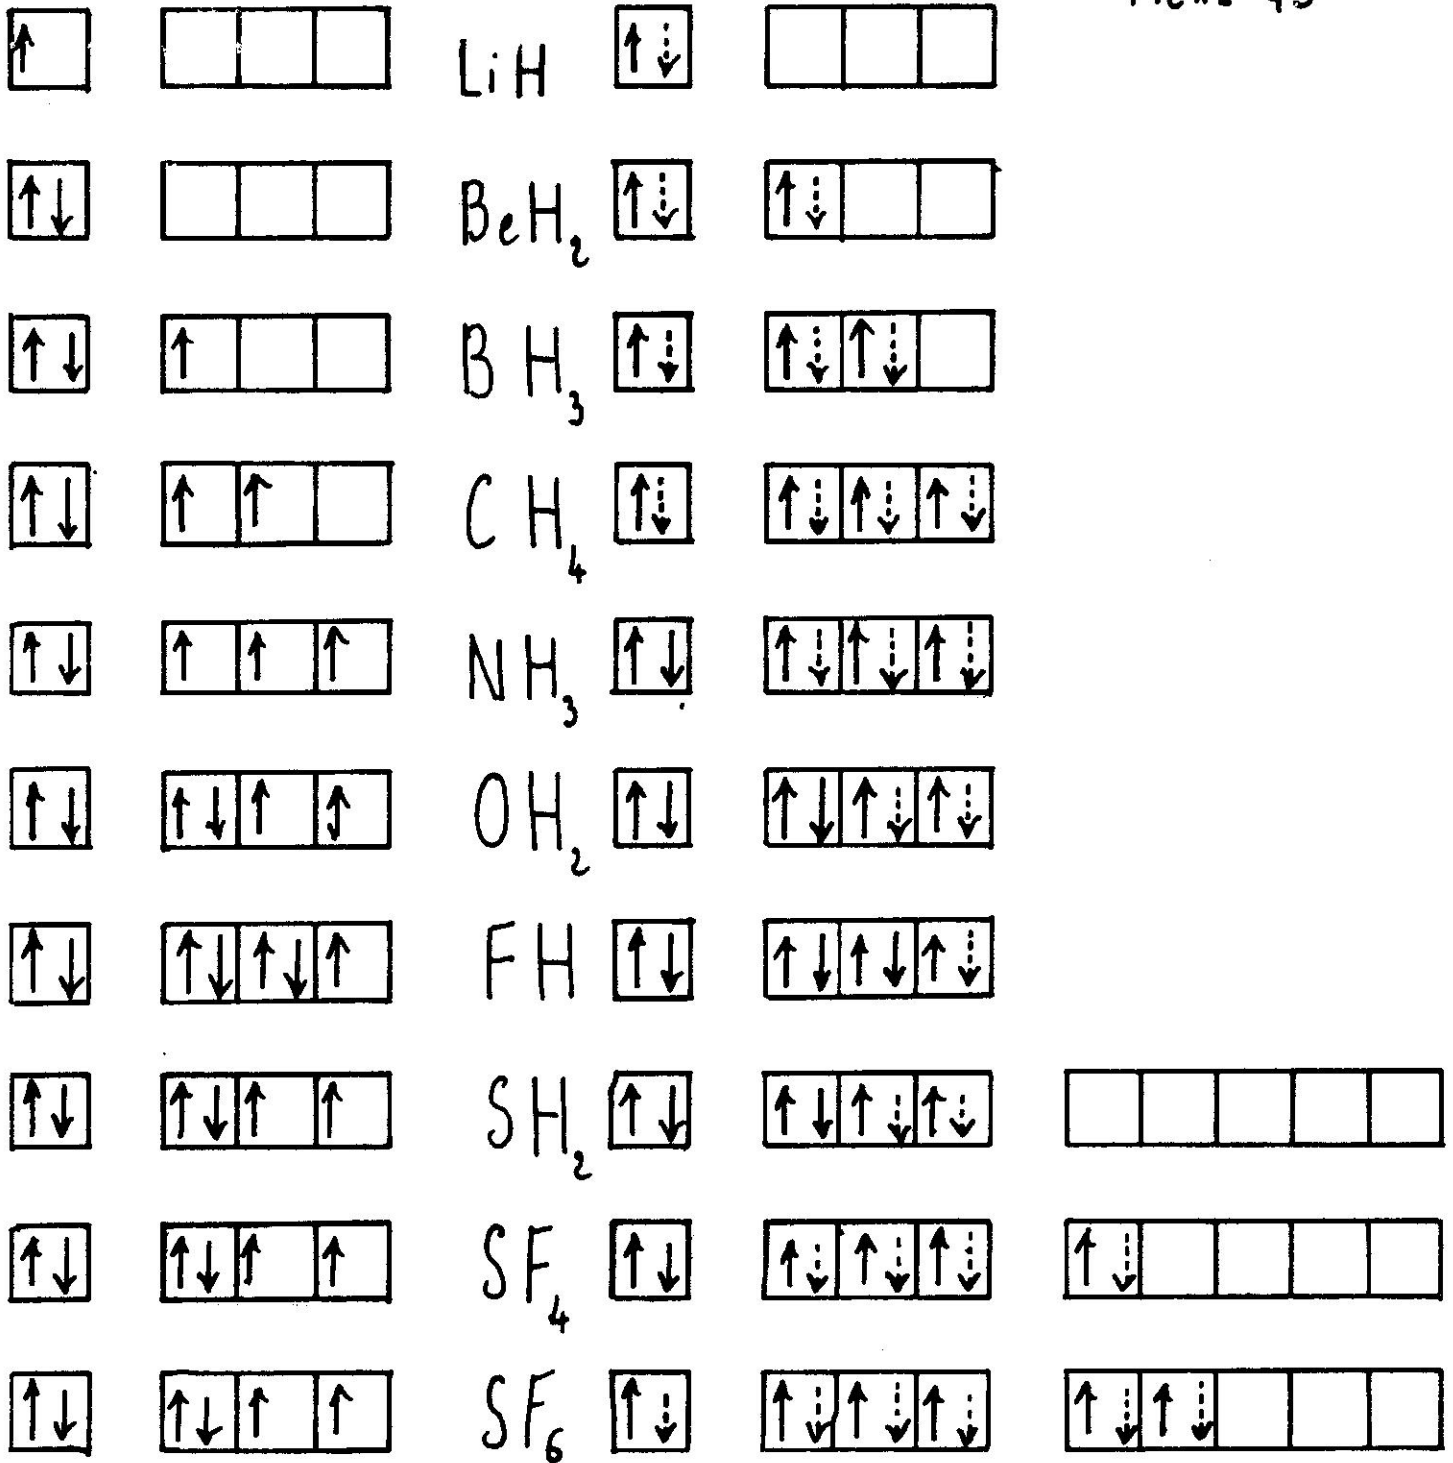 LiH
BeH₂
BH₃
CH₄
NH₃
OH₂
FH
SH₂
SF₄
SF₆